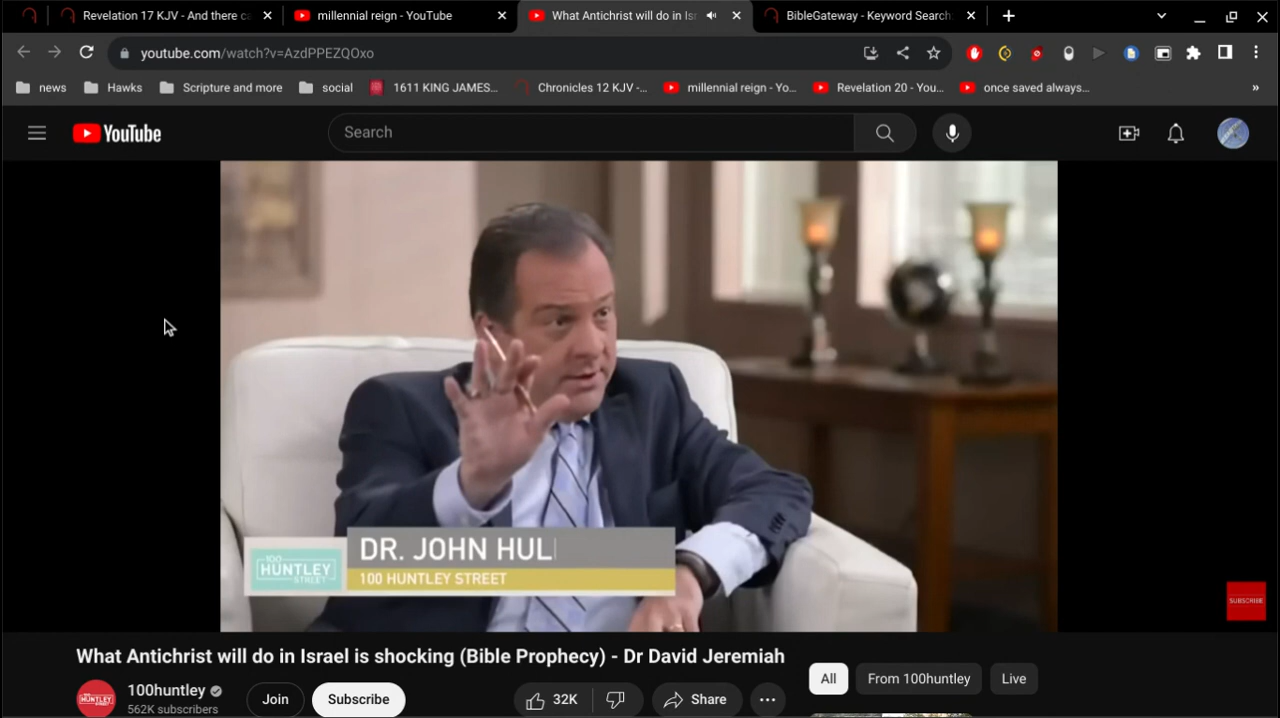 Revelation 17 KJV - And there ca
millennial reign - YouTube
What Antichrist will do in Isr
BibleGateway - Keyword Search:
youtube.com/watch?v=AzdPPEZQOxo
news
Hawks
Scripture and more
social
1611 KING JAMES...
Chronicles 12 KJV -...
millennial reign - Yo...
Revelation 20 - You...
once saved always...
»
YouTube
Search
DR. JOHN HUL
100 HUNTLEY STREET
100 HUNTLEY STREET
SUBSCRIBE
What Antichrist will do in Israel is shocking (Bible Prophecy) - Dr David Jeremiah
100huntley
562K subscribers
Join
Subscribe
32K
Share
All
From 100huntley
Live